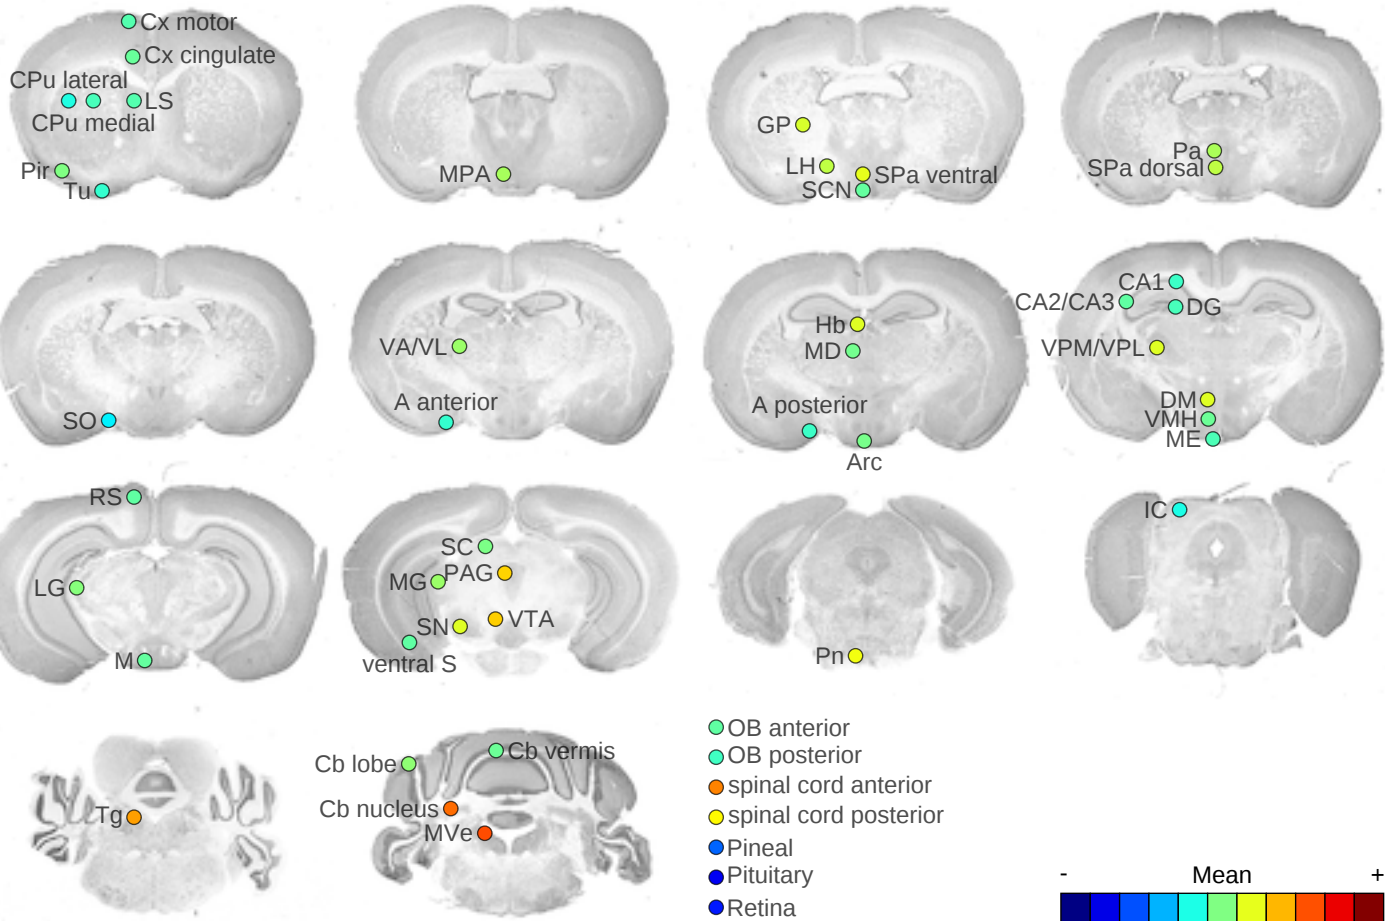 Cx motor
Cx cingulate
CPu lateral
LS
CPu medial
Pir
Tu
MPA
GP
LH
SPa ventral
SCN
Pa
SPa dorsal
SO
VA/VL
A anterior
Hb
MD
A posterior
Arc
CA1
CA2/CA3
DG
VPM/VPL
DM
VMH
ME
RS
LG
M
SC
PAG
MG
VTA
SN
ventral S
Pn
IC
Tg
Cb lobe
Cb vermis
Cb nucleus
MVe
OB anterior
OB posterior
spinal cord anterior
spinal cord posterior
Pineal
Pituitary
Retina
- Mean +